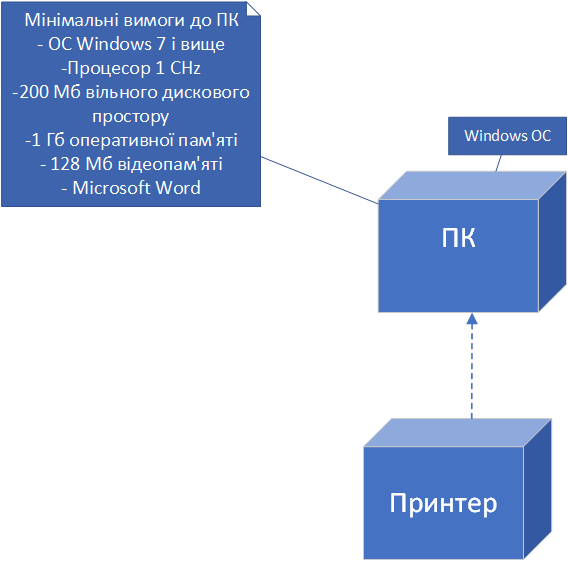 Мінімальні вимоги до ПК
- ОС Windows 7 і вище
-Процесор 1 CHz
-200 Мб вільного дискового
простору
-1 Гб оперативної пам'яті
- 128 Мб відеопам'яті
- Microsoft Word
Windows ОС
ПК
Принтер